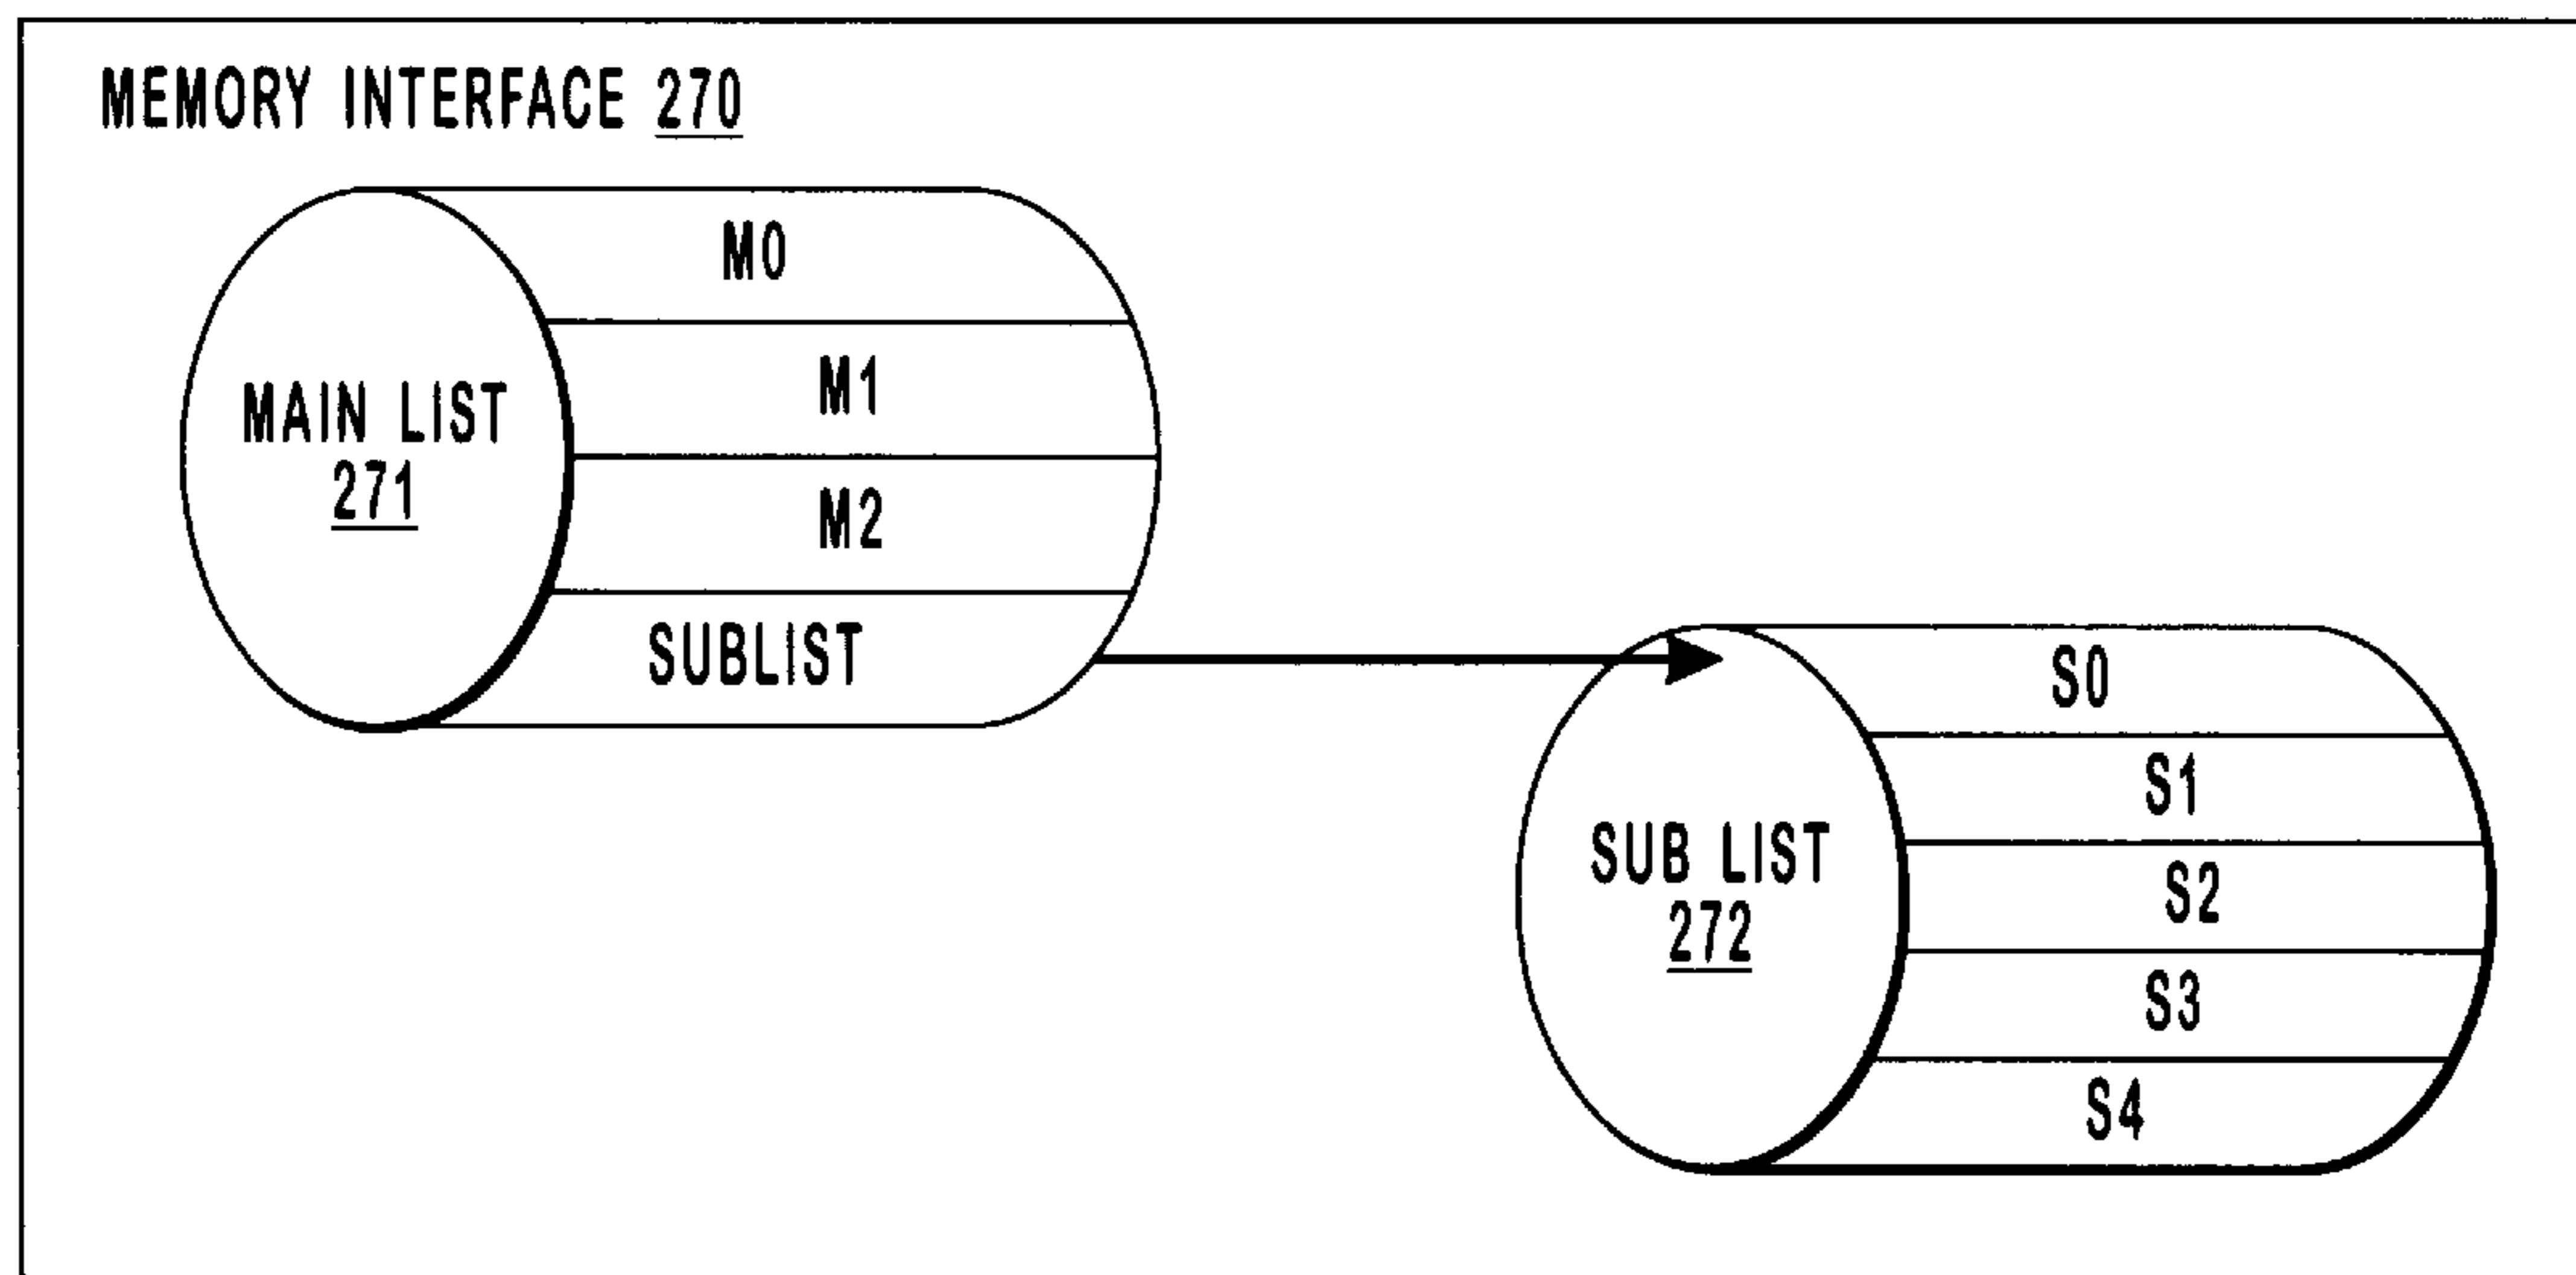 MEMORY INTERFACE 270
MAIN LIST
271
M0
M1
M2
SUBLIST
SUB LIST
272
S0
S1
S2
S3
S4